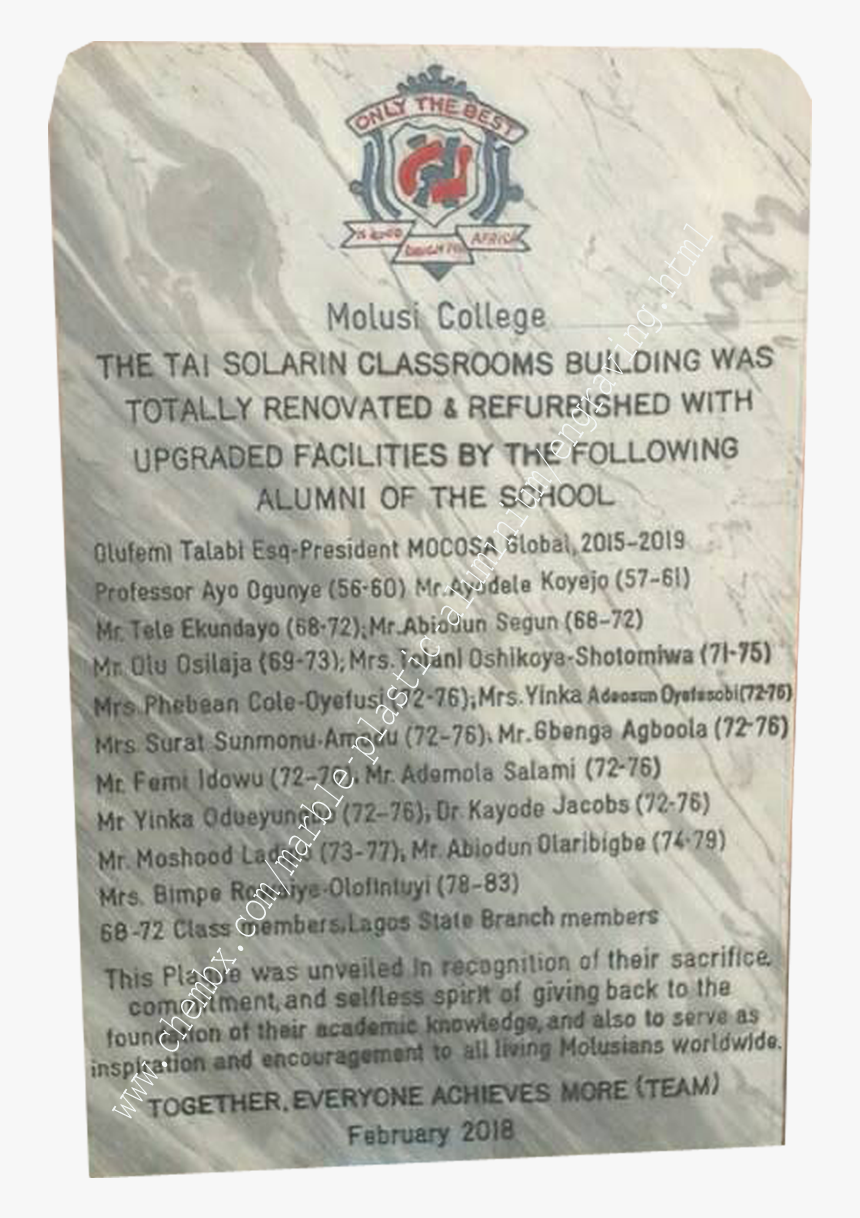 ONLY THE BEST
IS GOOD
ENOUGH FOR
AFRICA
Molusi College
THE TAI SOLARIN CLASSROOMS BUILDING WAS
TOTALLY RENOVATED & REFURBISHED WITH
UPGRADED FACILITIES BY THE FOLLOWING
ALUMNI OF THE SCHOOL
Olufemi Talabi Esq-President MOCOSA Global, 2015-2019
Professor Ayo Ogunye (56-60) Mr. Ayodele Koyejo (57-61)
Mr. Tele Ekundayo (68-72); Mr. Abiodun Segun (68-72)
Mr. Olu Osilaja (69-73); Mrs. Oshikoya-Shotomiwa (71-75)
Mrs. Phebean Cole-Oyefusi (72-76); Mrs. Yinka Adeosun Oyefesobi (72-76)
Mrs. Surat Sunmonu- (72-76), Mr. Gbenga Agboola (72-76)
Mr. Femi Idowu (72-76), Mr. Ademola Salami (72-76)
Mr Yinka (72-76), Dr Kayode Jacobs (72-76)
Mr. Moshood (73-77), Mr. Abiodun Olaribigbe (74-79)
Mrs. Bimpe -Olofintuyi (78-83)
68-72 Class members, Lagos State Branch members
This Plaque was unveiled in recognition of their sacrifice,
commitment, and selfless spirit of giving back to the
foundation of their academic knowledge, and also to serve as
inspiration and encouragement to all living Molusians worldwide.
TOGETHER, EVERYONE ACHIEVES MORE (TEAM)
February 2018
www.chembx.com/marble-plastic-aluminium/engraving.html